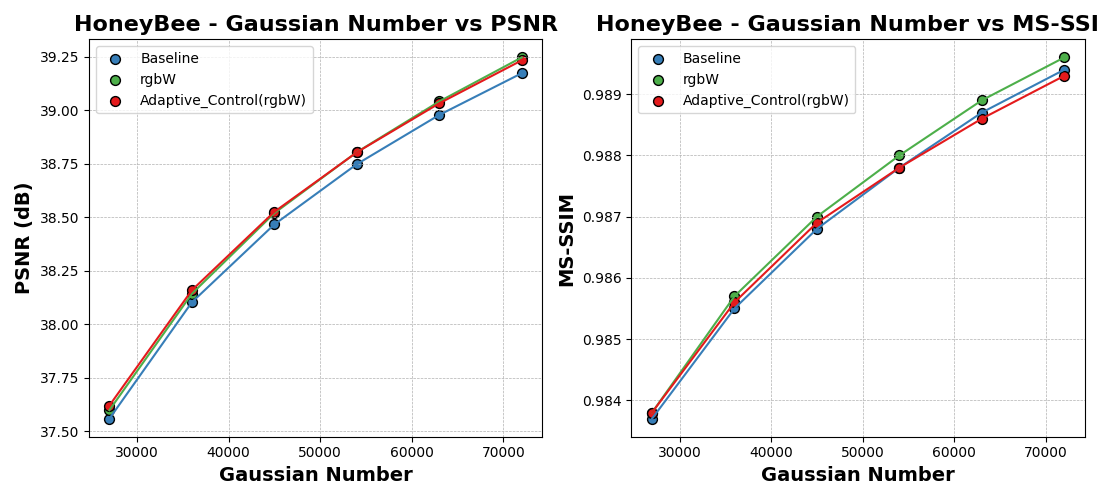 HoneyBee - Gaussian Number vs PSNR
39.25
39.00
38.75
38.50
38.25
38.00
37.75
37.50
PSNR (dB)
Baseline
rgbW
Adaptive_Control(rgbW)
30000 40000 50000 60000 70000
Gaussian Number
HoneyBee - Gaussian Number vs MS-SSI
0.989
0.988
0.987
0.986
0.985
0.984
MS-SSIM
Baseline
rgbW
Adaptive_Control(rgbW)
30000 40000 50000 60000 70000
Gaussian Number